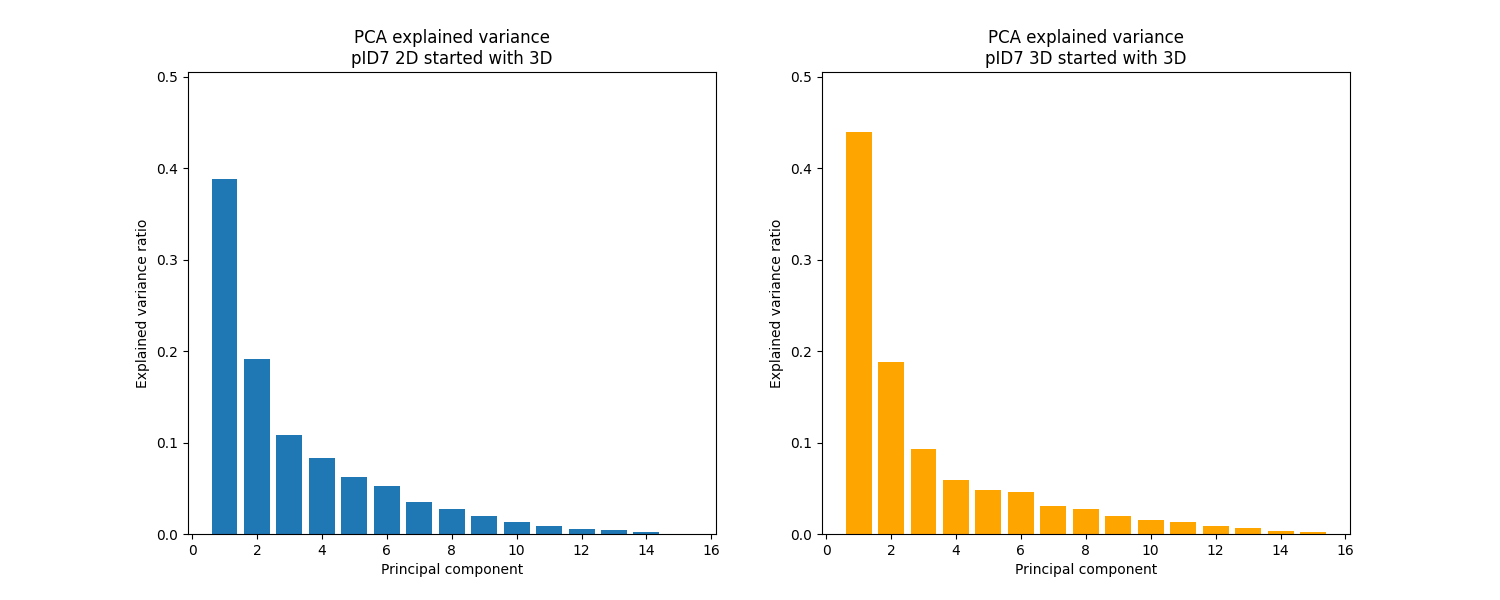 PCA explained variance
pID7 2D started with 3D
Explained variance ratio
0.5
0.4
0.3
0.2
0.1
0.0
0 2 4 6 8 10 12 14 16
Principal component
PCA explained variance
pID7 3D started with 3D
Explained variance ratio
0.5
0.4
0.3
0.2
0.1
0.0
0 2 4 6 8 10 12 14 16
Principal component